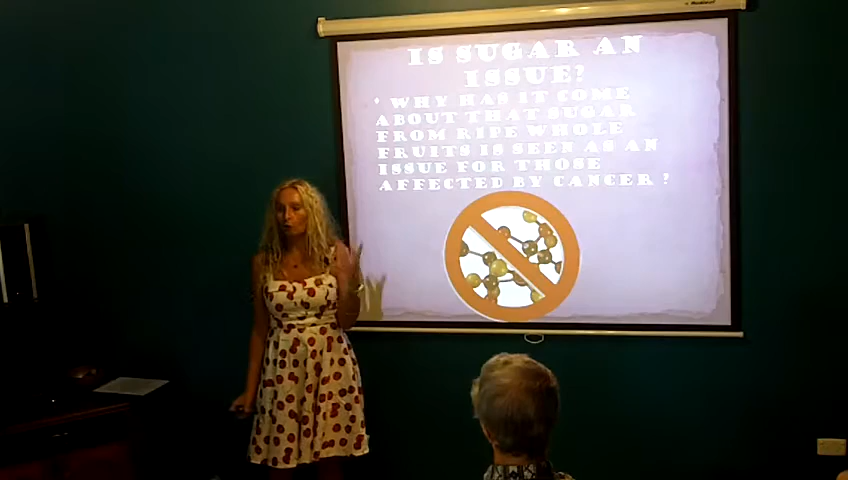 IS SUGAR AN
ISSUE?
• WHY HAS IT COME
ABOUT THAT SUGAR
FROM RIPE WHOLE
FRUITS IS SEEN AS AN
ISSUE FOR THOSE
AFFECTED BY CANCER?